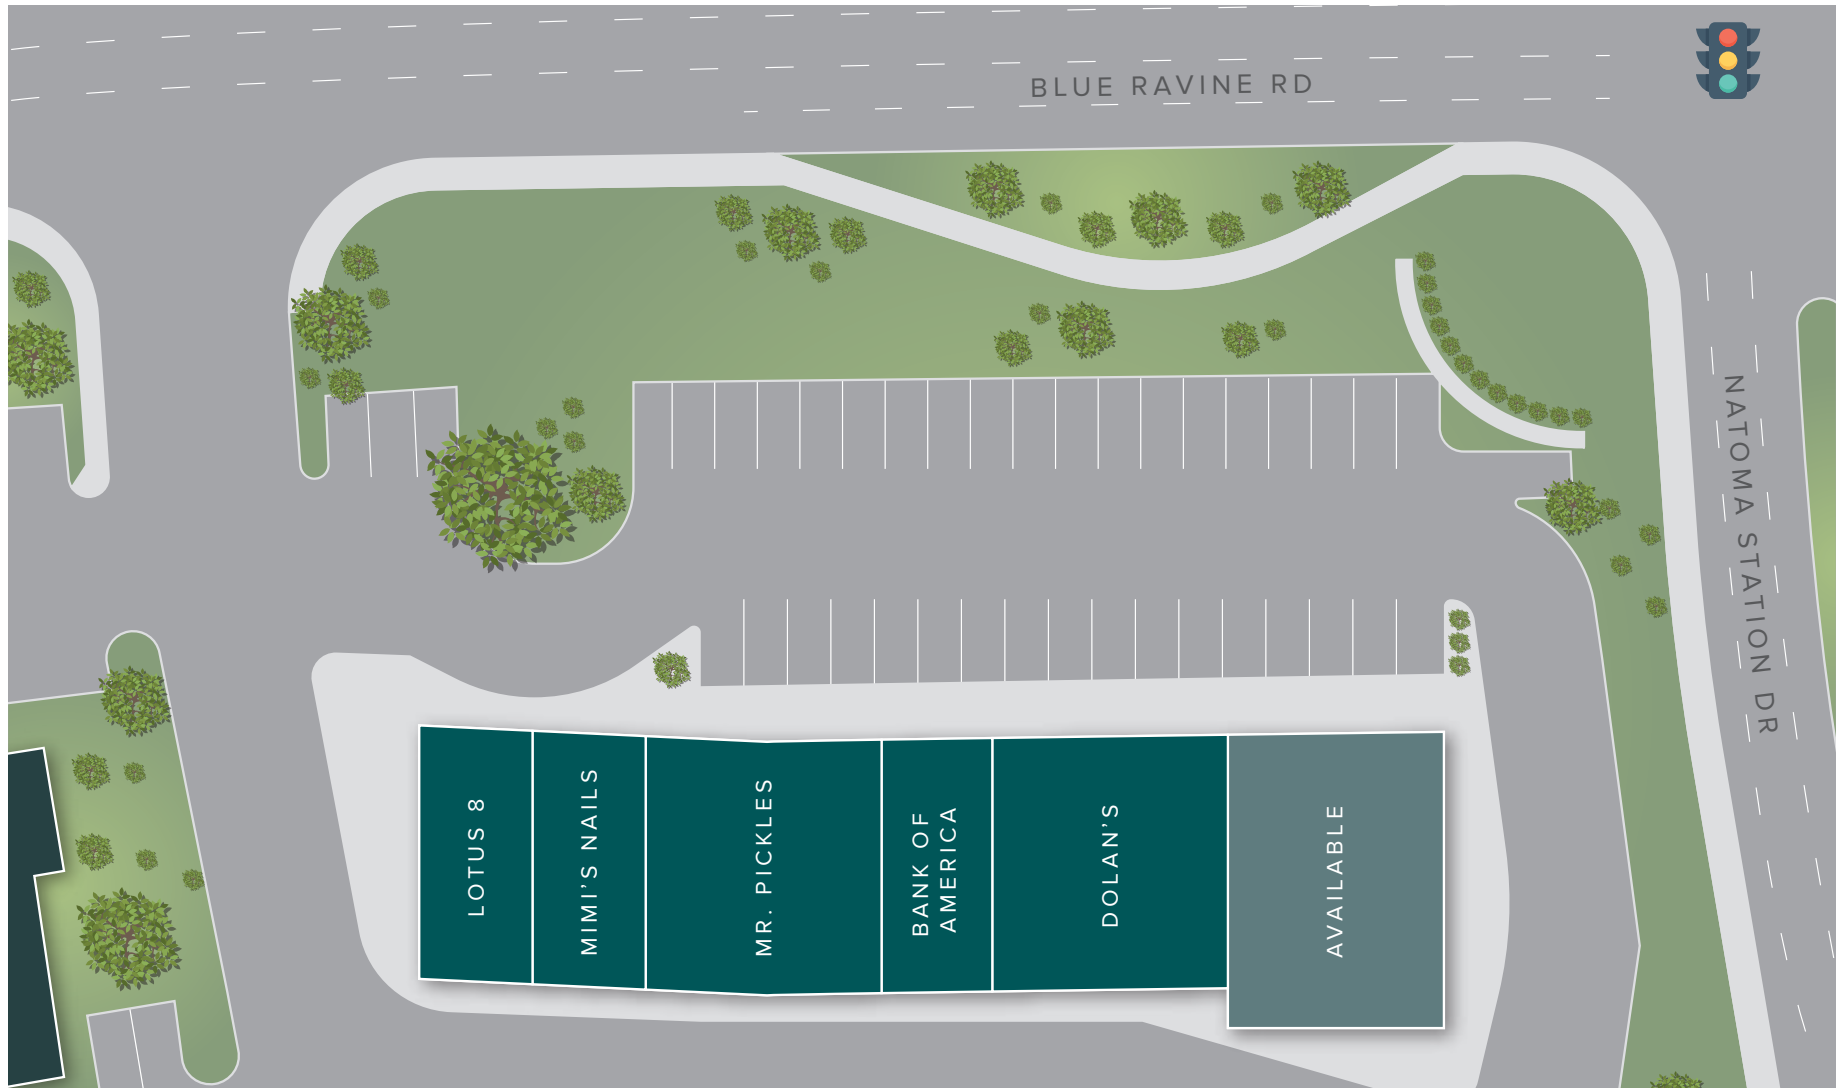 BLUE RAVINE RD
NATOMA STATION DR
LOTUS 8
MIMI'S NAILS
MR. PICKLES
BANK OF
AMERICA
DOLAN'S
AVAILABLE